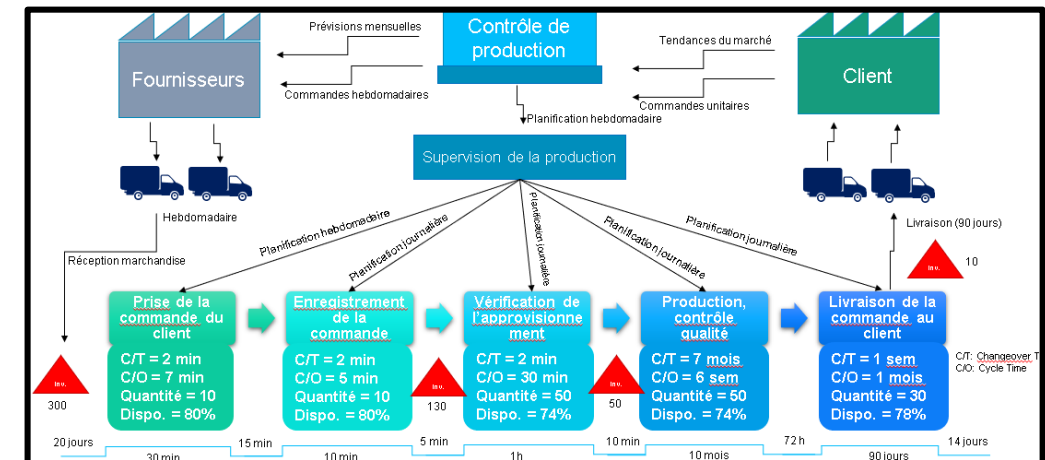 Prévisions mensuelles
Contrôle de
production
Tendances du marché
Fournisseurs
Client
Commandes hebdomadaires
Commandes unitaires
Planification hebdomadaire
Supervision de la production
Hebdomadaire
Réception marchandise
Planification hebdomadaire
Planification journalière
Planification journalière
Planification journalière
Planification journalière
Livraison (90 jours)
Inv.
10
Prise de la
commande du
client
Enregistrement
de la
commande
Vérification de
l'approvisionne
ment
Production,
contrôle
qualité
Livraison de la
commande au
client
Inv.
300
C/T = 2 min
C/O = 7 min
Quantité = 10
Dispo. = 80%
C/T = 2 min
C/O = 5 min
Quantité = 10
Dispo. = 80%
Inv.
130
C/T = 2 min
C/O = 30 min
Quantité = 50
Dispo. = 74%
Inv.
50
C/T = 7 mois
C/O = 6 sem
Quantité = 50
Dispo. = 74%
C/T = 1 sem
C/O = 1 mois
Quantité = 30
Dispo. = 78%
C/T: Changeover T
C/O: Cycle Time
20 jours
30 min
15 min
10 min
5 min
1h
10 min
10 mois
72 h
90 jours
14 jours